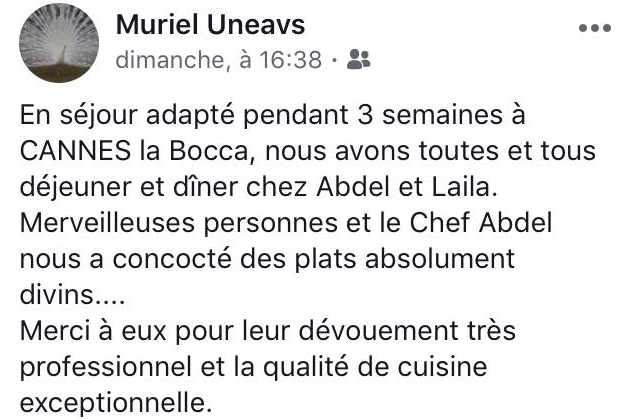 Muriel Uneavs
dimanche, à 16:38 ·
En séjour adapté pendant 3 semaines à
CANNES la Bocca, nous avons toutes et tous
déjeuner et dîner chez Abdel et Laila.
Merveilleuses personnes et le Chef Abdel
nous a concocté des plats absolument
divins....
Merci à eux pour leur dévouement très
professionnel et la qualité de cuisine
exceptionnelle.